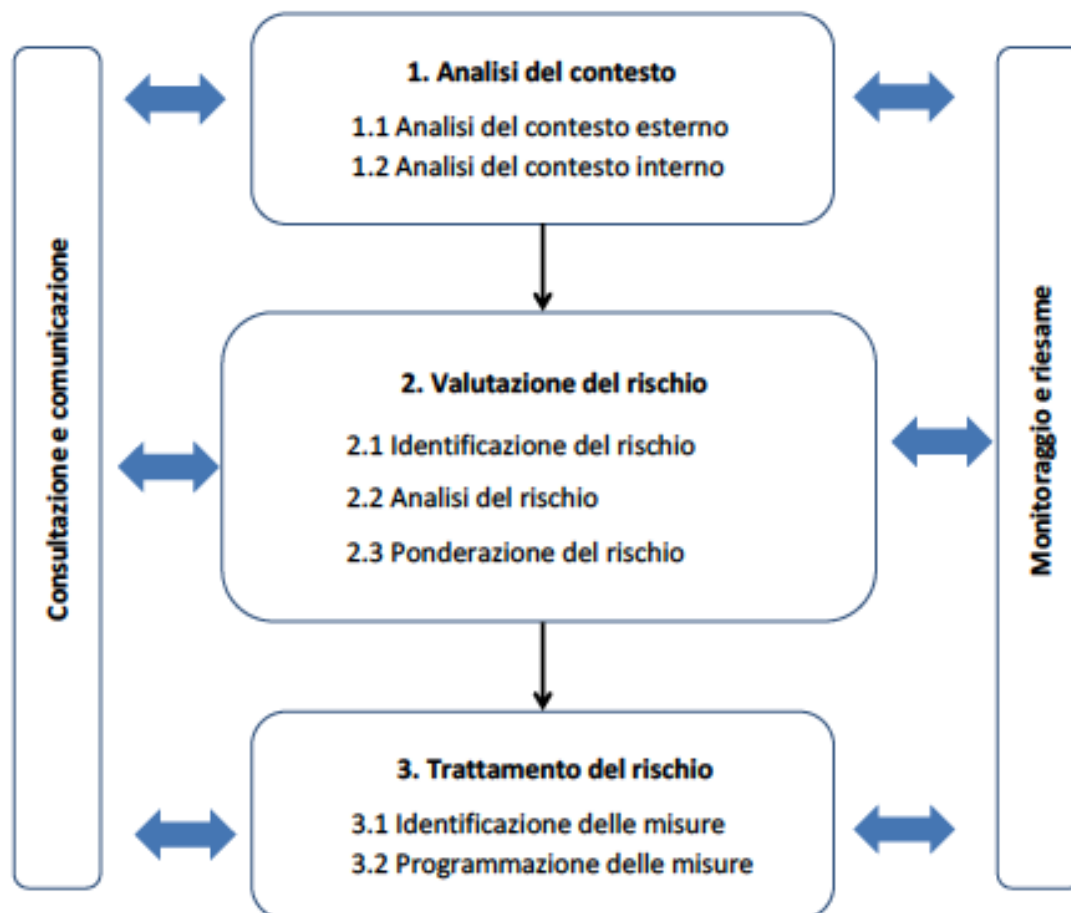 Consultazione e comunicazione
1. Analisi del contesto
1.1 Analisi del contesto esterno
1.2 Analisi del contesto interno
2. Valutazione del rischio
2.1 Identificazione del rischio
2.2 Analisi del rischio
2.3 Ponderazione del rischio
3. Trattamento del rischio
3.1 Identificazione delle misure
3.2 Programmazione delle misure
Monitoraggio e riesame